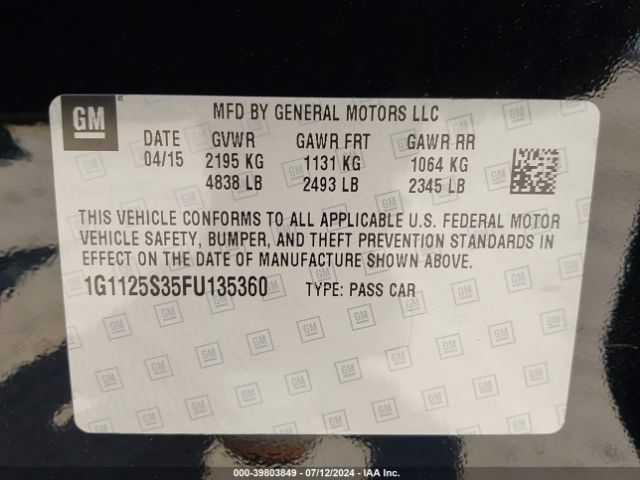 GM
MFD BY GENERAL MOTORS LLC
DATE GVWR GAWR FRT GAWR RR
04/15 2195 KG 1131 KG 1064 KG
4838 LB 2493 LB 2345 LB
THIS VEHICLE CONFORMS TO ALL APPLICABLE U.S. FEDERAL MOTOR
VEHICLE SAFETY, BUMPER, AND THEFT PREVENTION STANDARDS IN
EFFECT ON THE DATE OF MANUFACTURE SHOWN ABOVE.
1G1125S35FU135360 TYPE: PASS CAR
000-39803849 - 07/12/2024 - IAA Inc.